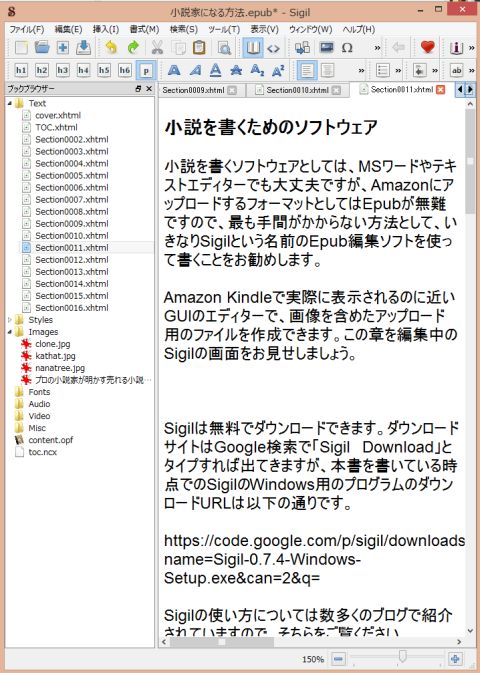 小説家になる方法.epub* - Sigil
ファイル(F) 編集(E) 挿入(I) 書式(M) 検索(S) ツール(T) 表示(V) ウィンドウ(W) ヘルプ(H)
h1 h2 h3 h4 h5 h6 p
ブックブラウザー
Section0009.xhtml Section0010.xhtml Section0011.xhtml
Text
cover.xhtml
TOC.xhtml
Section0002.xhtml
Section0003.xhtml
Section0004.xhtml
Section0005.xhtml
Section0006.xhtml
Section0007.xhtml
Section0008.xhtml
Section0009.xhtml
Section0010.xhtml
Section0011.xhtml
Section0012.xhtml
Section0013.xhtml
Section0014.xhtml
Section0015.xhtml
Section0016.xhtml
Styles
Images
clone.jpg
kathat.jpg
nanatree.jpg
プロの小説家が明かす売れる小説…
Fonts
Audio
Video
Misc
content.opf
toc.ncx
小説を書くためのソフトウェア
小説を書くソフトウェアとしては、MSワードやテキ
ストエディターでも大丈夫ですが、Amazonにア
ップロードするフォーマットとしてはEpubが無難
ですので、最も手間がかからない方法として、い
きなりSigilという名前のEpub編集ソフトを使っ
て書くことをお勧めします。
Amazon Kindleで実際に表示されるのに近い
GUIのエディターで、画像を含めたアップロード
用のファイルを作成できます。この章を編集中の
Sigilの画面をお見せしましょう。
Sigilは無料でダウンロードできます。ダウンロード
サイトはGoogle検索で「Sigil　Download」と
タイプすれば出てきますが、本書を書いている時
点でのSigilのWindows用のプログラムのダウン
ロードURLは以下の通りです。
https://code.google.com/p/sigil/downloads
name=Sigil-0.7.4-Windows-
Setup.exe&can=2&q=
Sigilの使い方については数多くのブログで紹介
されていますので、そちらをご覧ください
150%